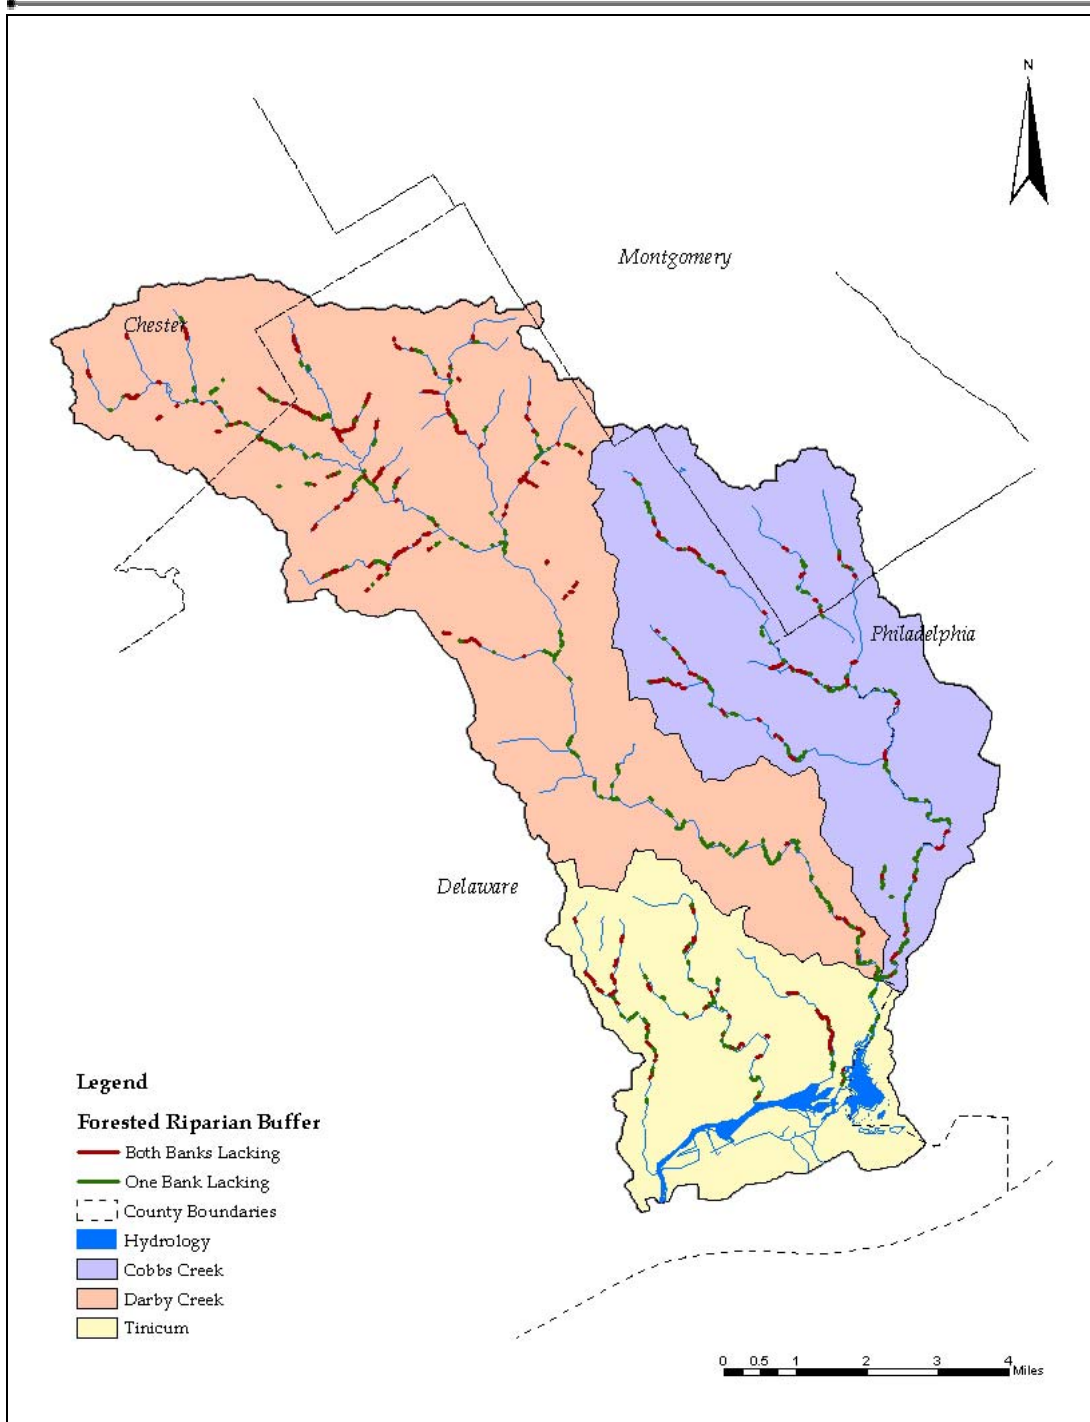 N
Montgomery
Chester
Philadelphia
Delaware
Legend
Forested Riparian Buffer
Both Banks Lacking
One Bank Lacking
County Boundaries
Hydrology
Cobbs Creek
Darby Creek
Tinicum
0 0.5 1 2 3 4
Miles